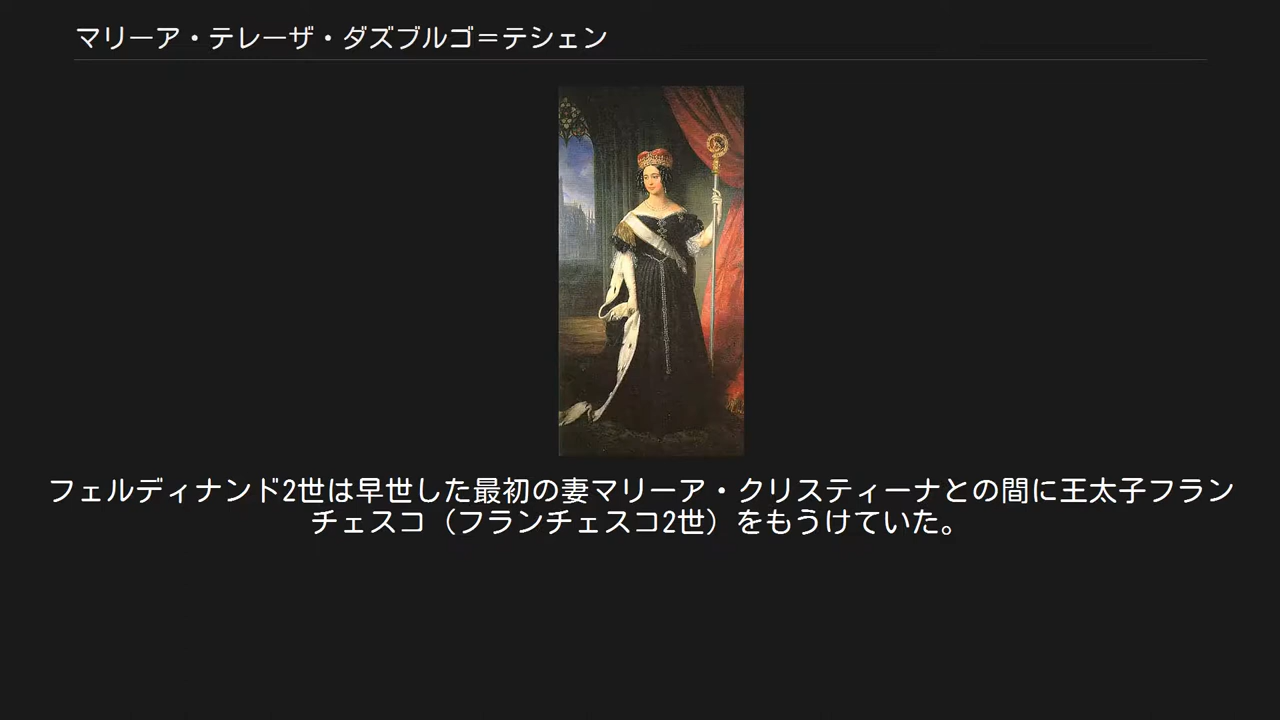 マリーア・テレーザ・ダズブルゴ＝テシェン
フェルディナンド2世は早世した最初の妻マリーア・クリスティーナとの間に王太子フラン
チェスコ（フランチェスコ2世）をもうけていた。